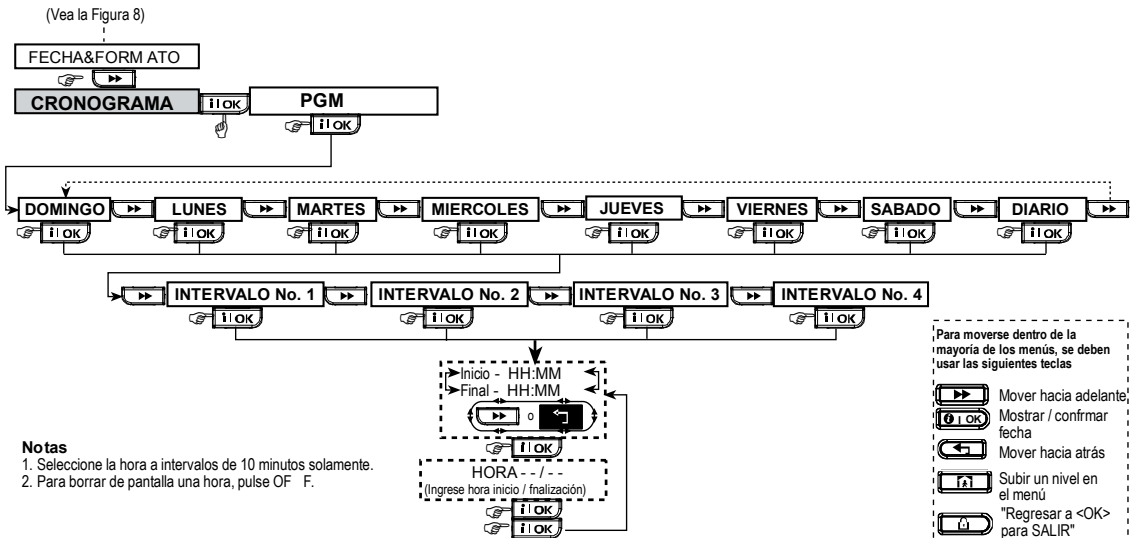 (Vea la Figura 8)
FECHA&FORM ATO
CRONOGRAMA
i I OK
PGM
i I OK
DOMINGO
LUNES
MARTES
MIERCOLES
JUEVES
VIERNES
SABADO
DIARIO
i I OK
i I OK
i I OK
i I OK
i I OK
i I OK
i I OK
i I OK
INTERVALO No. 1
INTERVALO No. 2
INTERVALO No. 3
INTERVALO No. 4
i I OK
i I OK
i I OK
i I OK
Inicio - HH:MM
Final - HH:MM
o
i I OK
HORA - - / - -
(Ingrese hora inicio / fnalización)
i I OK
i I OK
Notas
1. Seleccione la hora a intervalos de 10 minutos solamente.
2. Para borrar de pantalla una hora, pulse OF F.
Para moverse dentro de la
mayoría de los menús, se deben
usar las siguientes teclas
Mover hacia adelante
i I OK
Mostrar / confrmar
fecha
Mover hacia atrás
Subir un nivel en
el menú
"Regresar a <OK>
para SALIR"